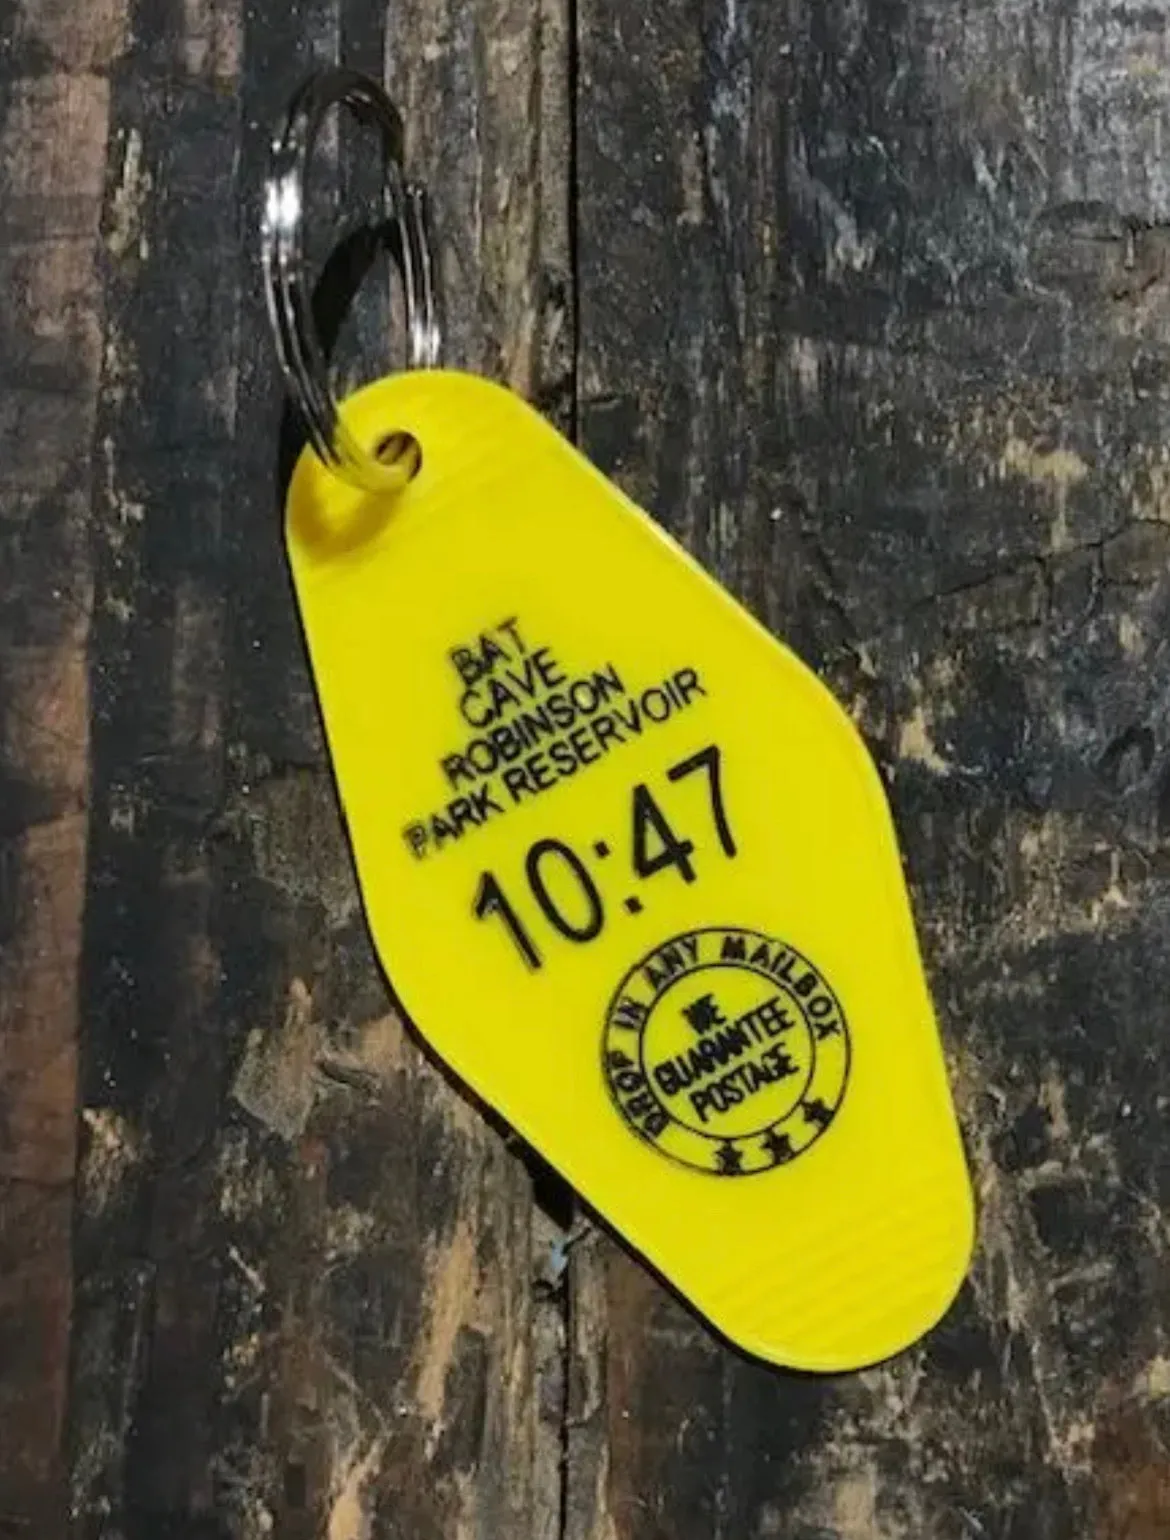 BAT
CAVE
ROBINSON
PARK RESERVOIR
10:47
DROP IN ANY MAILBOX
WE
GUARANTEE
POSTAGE